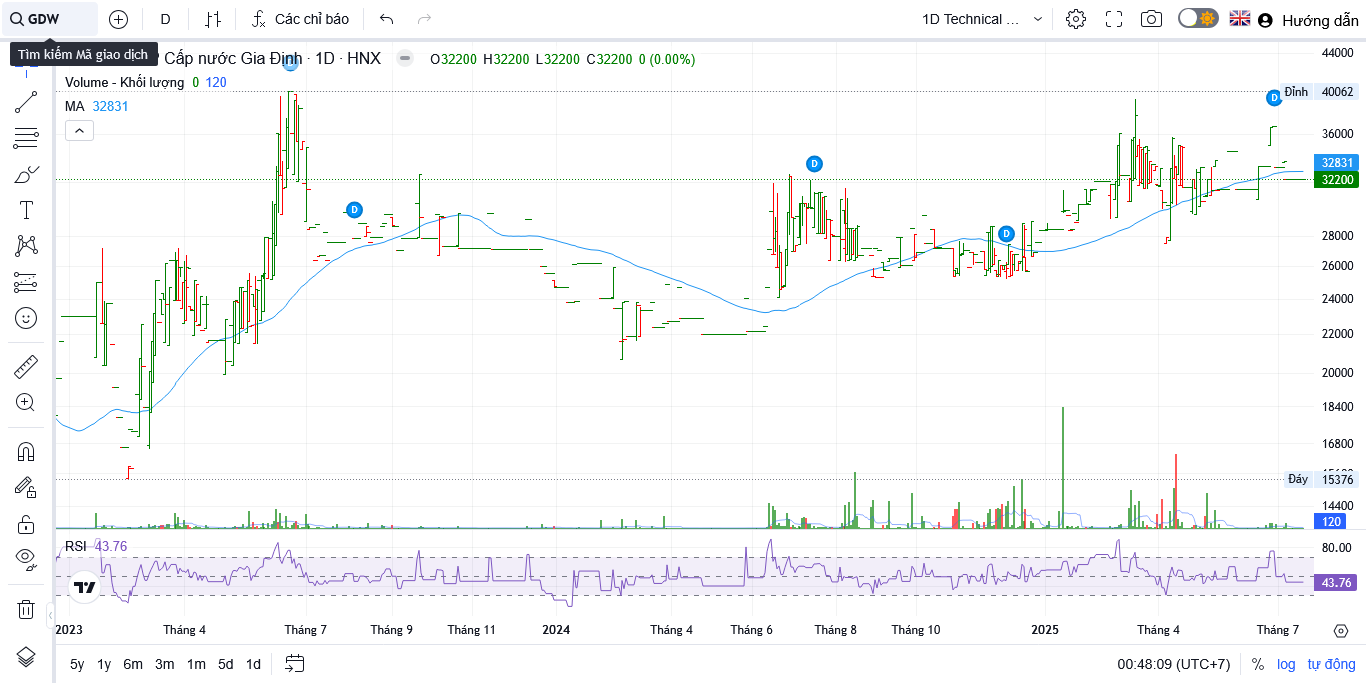 GDW
D
Các chỉ báo
1D Technical ...
Hướng dẫn
Tìm kiếm Mã giao dịch
Cấp nước Gia Định · 1D · HNX
O32200 H32200 L32200 C32200 0 (0.00%)
Volume - Khối lượng 0 120
MA 32831
44000
Đỉnh 40062
36000
32831
32200
28000
26000
24000
22000
20000
18400
16800
Đáy 15376
14400
120
D
D
D
D
RSI 43.76
80.00
43.76
2023
Tháng 4
Tháng 7
Tháng 9
Tháng 11
2024
Tháng 4
Tháng 6
Tháng 8
Tháng 10
2025
Tháng 4
Tháng 7
5y 1y 6m 3m 1m 5d 1d
00:48:09 (UTC+7)
% log tự động